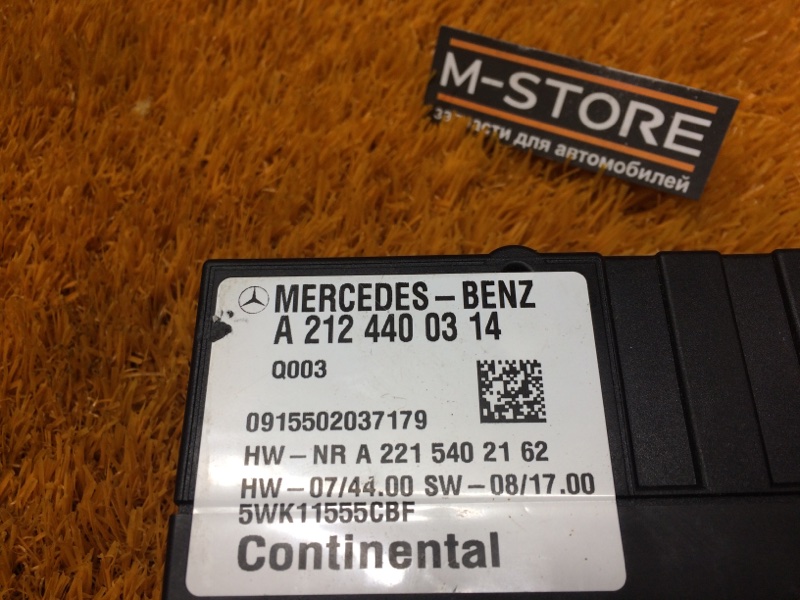 M-STORE
запчасти для автомобилей
MERCEDES-BENZ
A 212 440 03 14
Q003
0915502037179
HW-NR A 221 540 21 62
HW-07/44.00 SW-08/17.00
5WK11555CBF
Continental